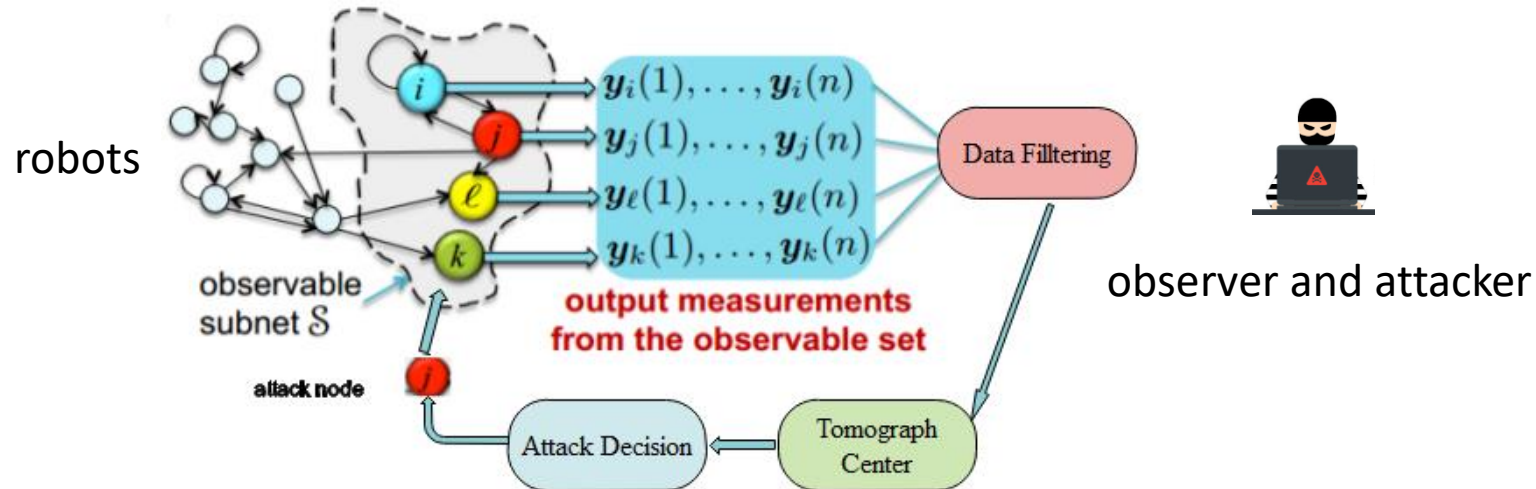 robots
i
j
ℓ
k
observable
subnet S
y_i(1), . . . , y_i(n)
y_j(1), . . . , y_j(n)
y_ℓ(1), . . . , y_ℓ(n)
y_k(1), . . . , y_k(n)
output measurements
from the observable set
Data Filltering
observer and attacker
attack node
j
Attack Decision
Tomograph
Center